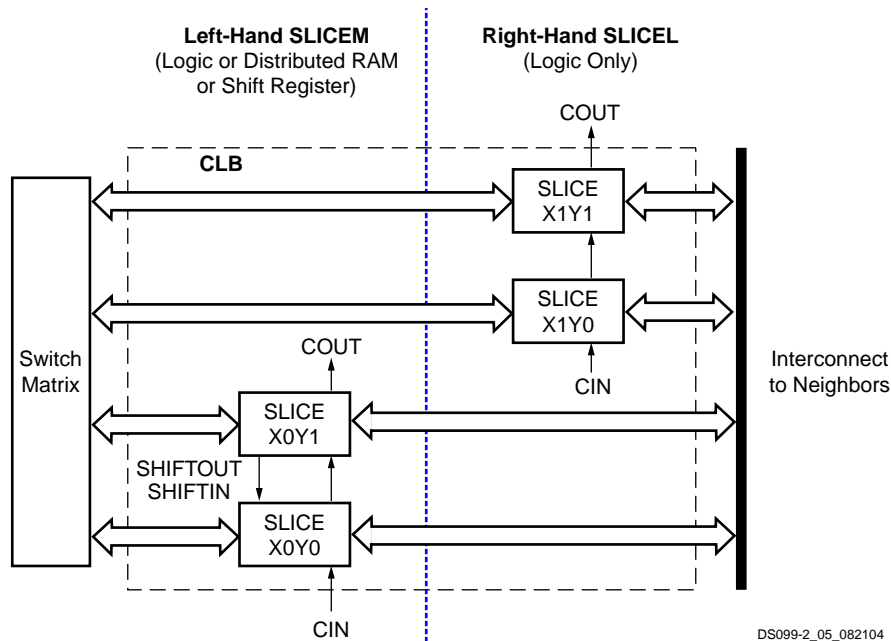 Left-Hand SLICEM
(Logic or Distributed RAM
or Shift Register)
Right-Hand SLICEL
(Logic Only)
COUT
CLB
SLICE
X1Y1
SLICE
X1Y0
Switch
Matrix
COUT
CIN
Interconnect
to Neighbors
SLICE
X0Y1
SHIFTOUT
SHIFTIN
SLICE
X0Y0
CIN
DS099-2_05_082104